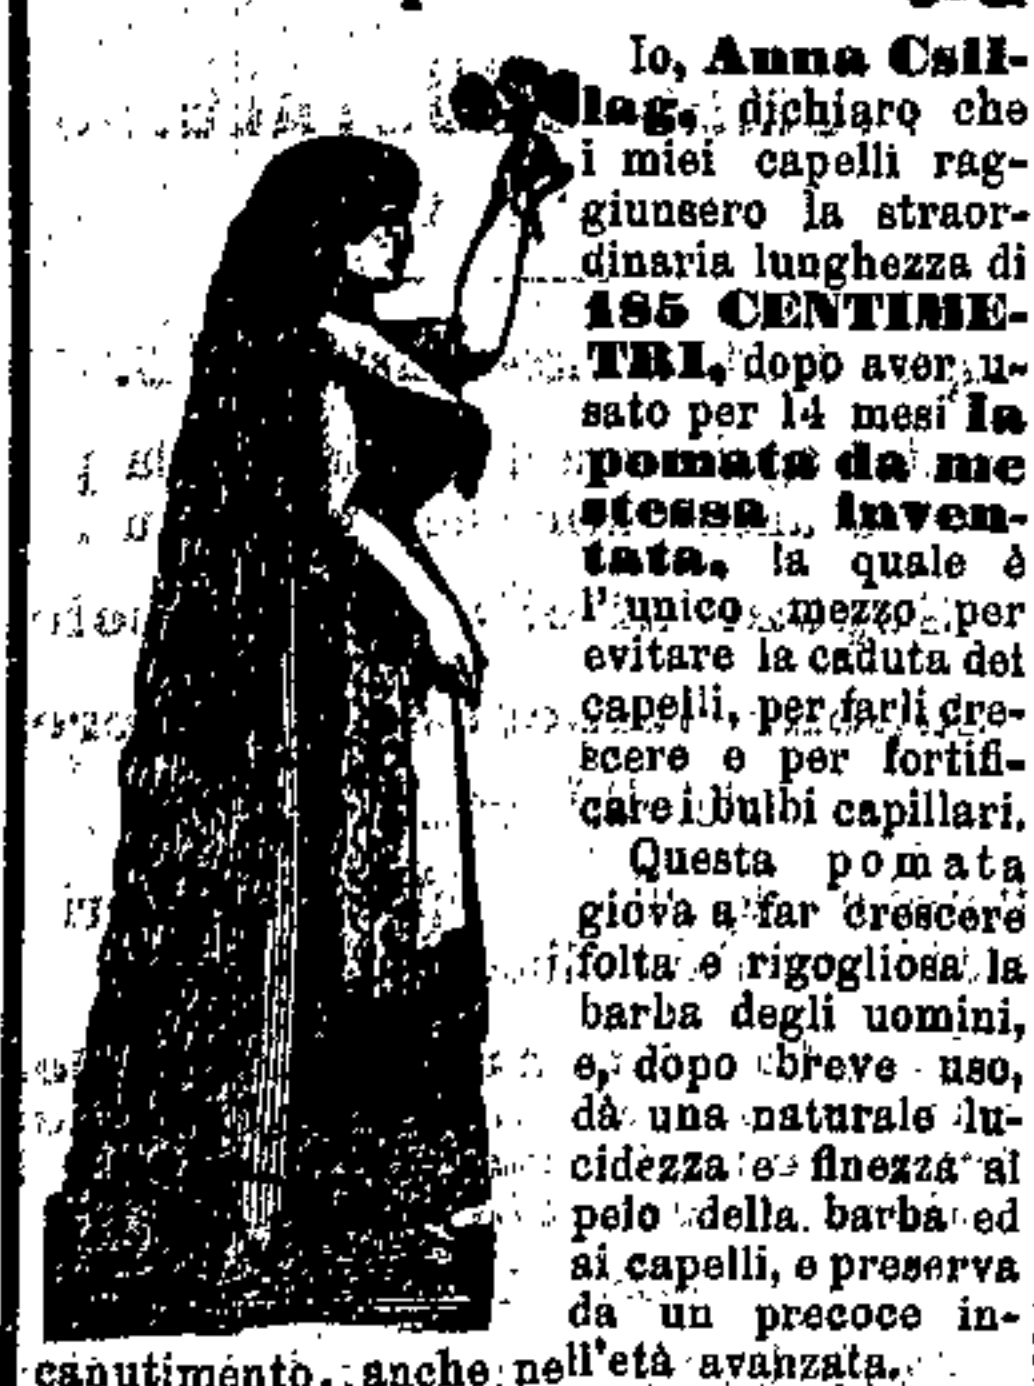 Io, Anna Csil-
lag, dichiaro che
i miei capelli rag-
giunsero la straor-
dinaria lunghezza di
185 CENTIME-
TRI, dopo aver u-
sato per 14 mesi la
pomata da me
stessa inven-
tata, la quale è
l'unico mezzo per
evitare la caduta dei
capelli, per farli cre-
scere e per fortifi-
care i bulbi capillari.
Questa pomata
giova a far crescere
folta e rigogliosa la
barba degli uomini,
e, dopo breve uso,
dà una naturale lu-
cidezza e finezza al
pelo della barba ed
ai capelli, e preserva
da un precoce in-
canutimento, anche nell'età avanzata.